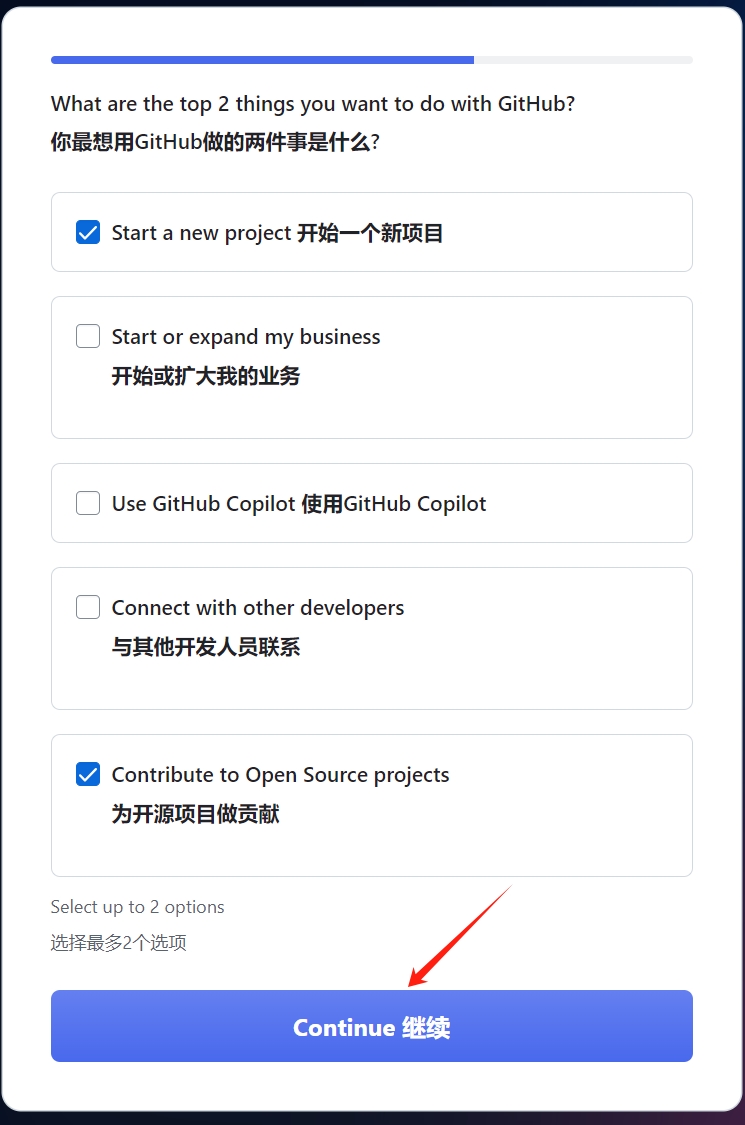 What are the top 2 things you want to do with GitHub?
你最想用GitHub做的两件事是什么?
Start a new project 开始一个新项目
Start or expand my business
开始或扩大我的业务
Use GitHub Copilot 使用GitHub Copilot
Connect with other developers
与其他开发人员联系
Contribute to Open Source projects
为开源项目做贡献
Select up to 2 options
选择最多2个选项
Continue 继续